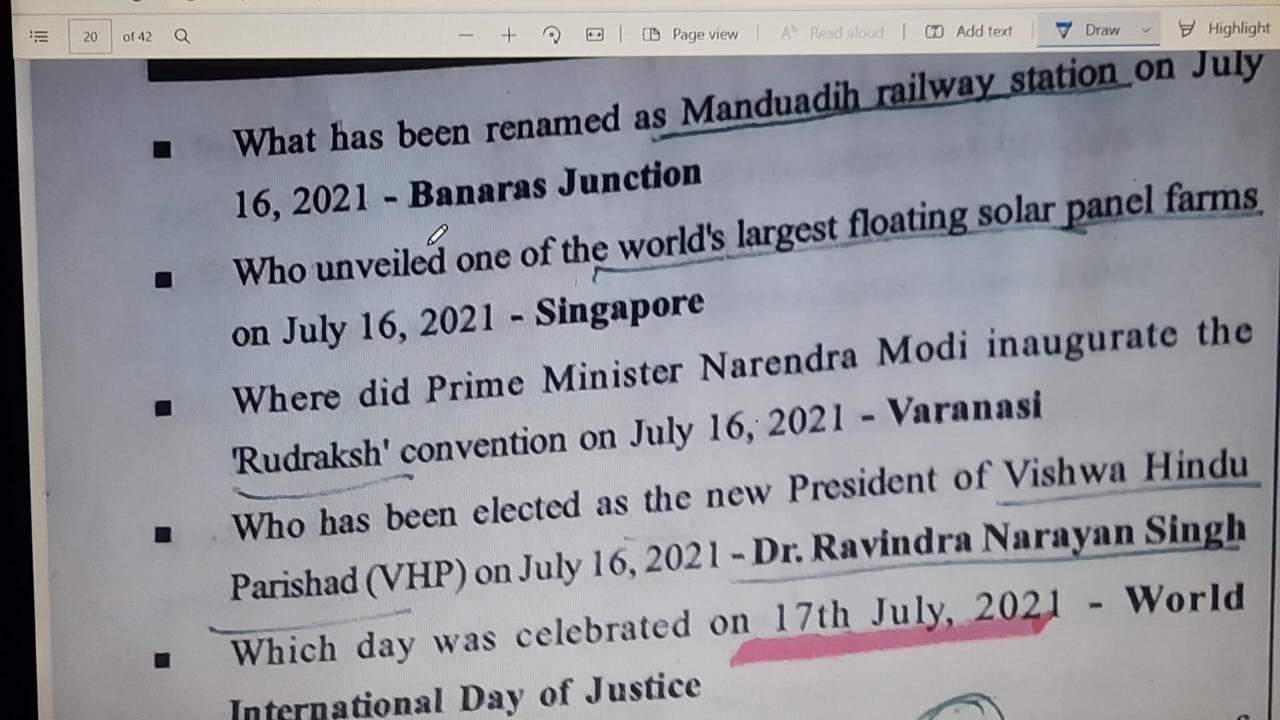 20 of 42 Page view Read aloud Add text Draw Highlight
■ What has been renamed as Manduadih railway station on July
16, 2021 - Banaras Junction
■ Who unveiled one of the world's largest floating solar panel farms
on July 16, 2021 - Singapore
■ Where did Prime Minister Narendra Modi inaugurate the
'Rudraksh' convention on July 16, 2021 - Varanasi
■ Who has been elected as the new President of Vishwa Hindu
Parishad (VHP) on July 16, 2021 - Dr. Ravindra Narayan Singh
■ Which day was celebrated on 17th July, 2021 - World
International Day of Justice